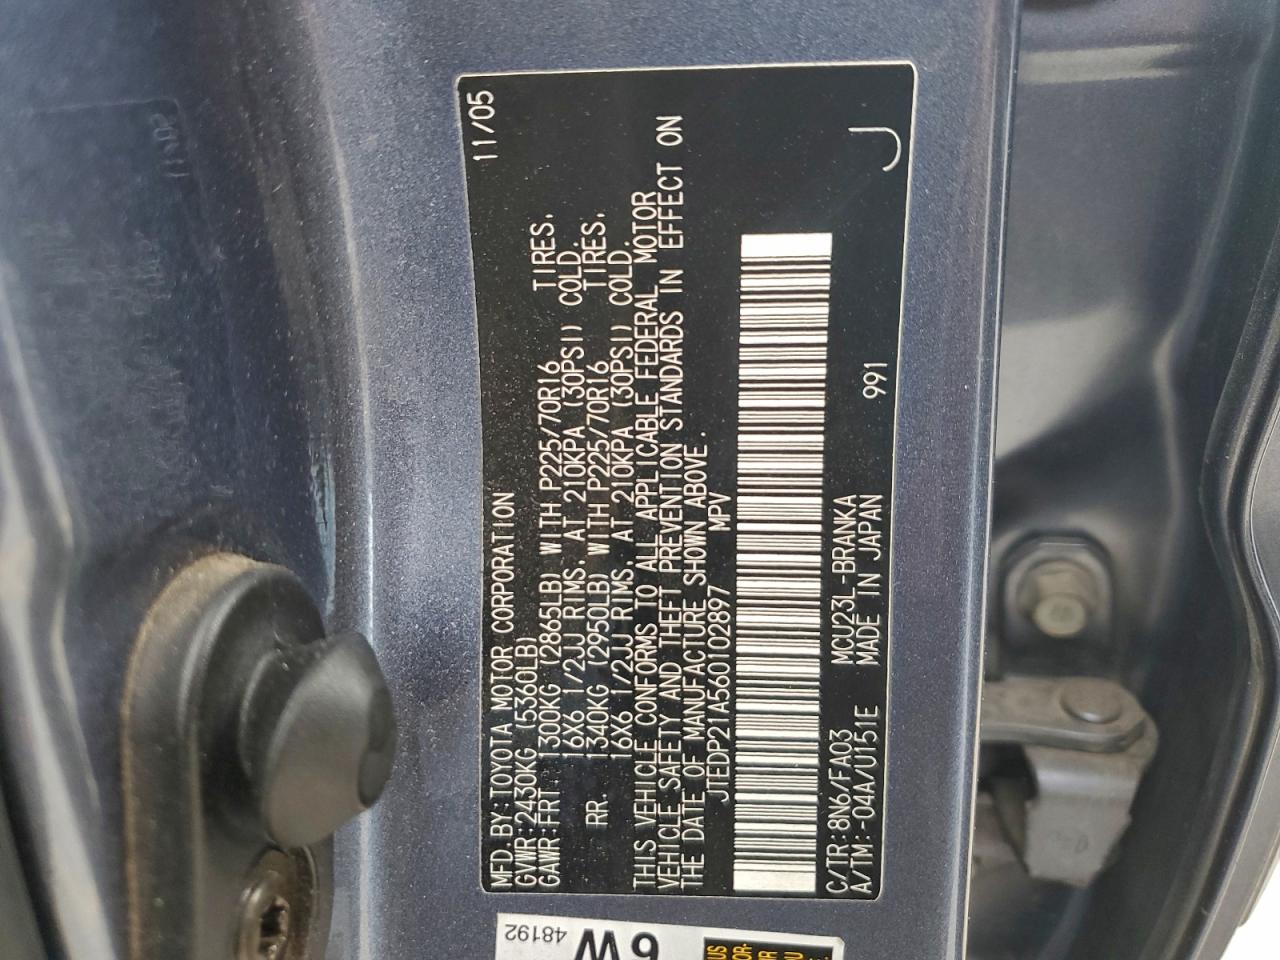 MFD. BY: TOYOTA MOTOR CORPORATION 11/05
GVWR: 2430KG (5360LB)
GAWR: FRT. 1300KG (2865LB) WITH P225/70R16 TIRES.
16X6 1/2JJ RIMS. AT 210KPA (30PSI) COLD.
RR. 1340KG (2950LB) WITH P225/70R16 TIRES.
16X6 1/2JJ RIMS. AT 210KPA (30PSI) COLD.
THIS VEHICLE CONFORMS TO ALL APPLICABLE FEDERAL MOTOR
VEHICLE SAFETY AND THEFT PREVENTION STANDARDS IN EFFECT ON
THE DATE OF MANUFACTURE SHOWN ABOVE.
JTEDP21A560102897 MPV
C/TR: 8N6/FA03 MCU23L-BRANKA
A/TM: -04A/U151E MADE IN JAPAN 991 J
48192
6W